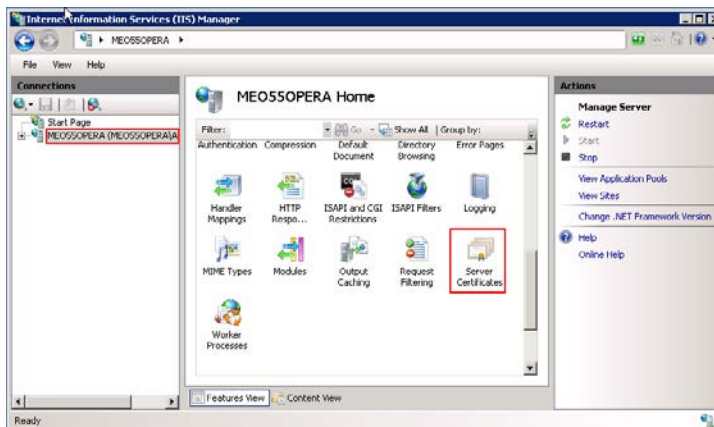 Internet Information Services (IIS) Manager
MEO55OPERA
File View Help
Connections
Start Page
MEO55OPERA (MEO55OPERA\A
MEO55OPERA Home
Filter: Go Show All Group by:
Authentication Compression Default Document Directory Browsing Error Pages
Handler Mappings HTTP Respo... ISAPI and CGI Restrictions ISAPI Filters Logging
MIME Types Modules Output Caching Request Filtering Server Certificates
Worker Processes
Features View Content View
Ready
Actions
Manage Server
Restart
Start
Stop
View Application Pools
View Sites
Change .NET Framework Version
Help
Online Help